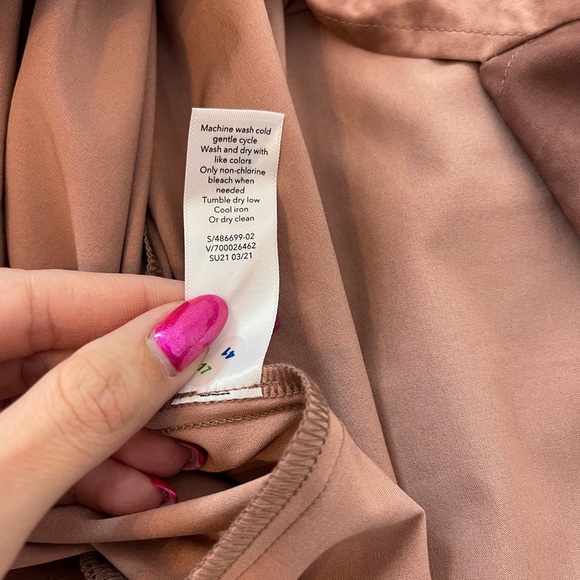 Machine wash cold
gentle cycle
Wash and dry with
like colors
Only non-chlorine
bleach when
needed
Tumble dry low
Cool iron
Or dry clean
S/486699-02
V/700026462
SU21 03/21